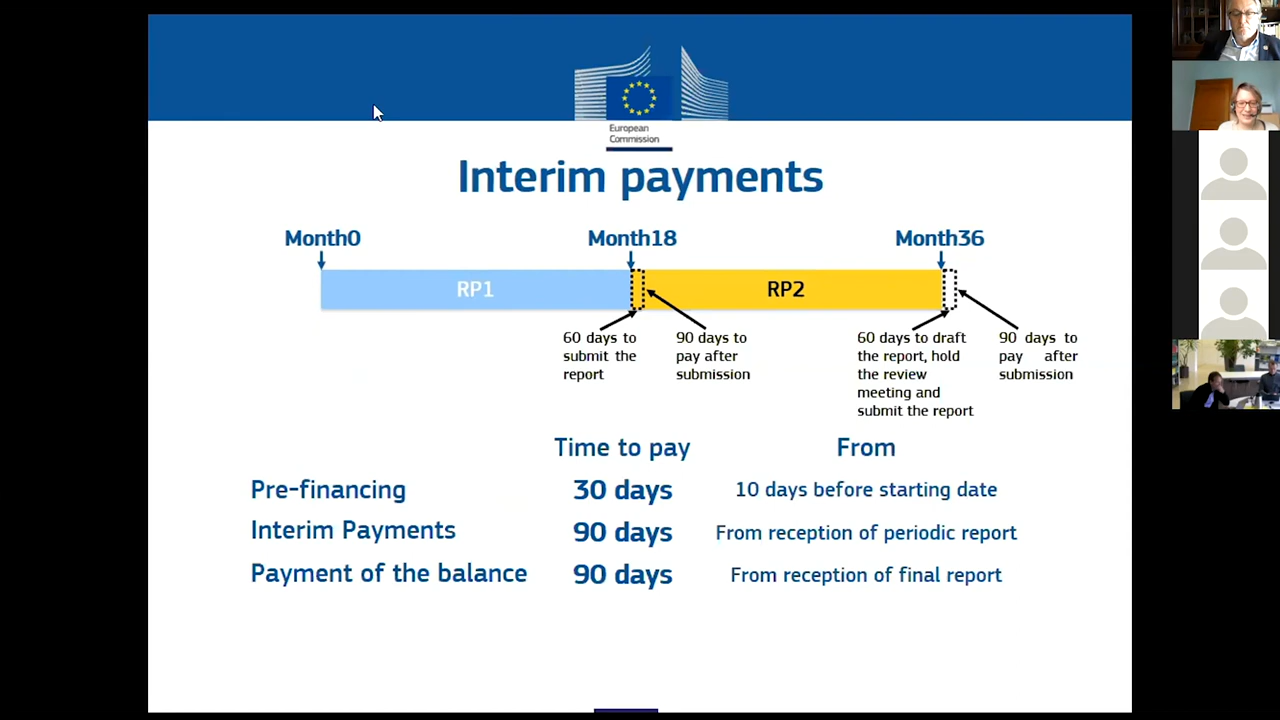 European
Commission
Interim payments
Month0
Month18
Month36
RP1
RP2
60 days to
submit the
report
90 days to
pay after
submission
60 days to draft
the report, hold
the review
meeting and
submit the report
90 days to
pay after
submission
Time to pay
From
Pre-financing
30 days
10 days before starting date
Interim Payments
90 days
From reception of periodic report
Payment of the balance
90 days
From reception of final report